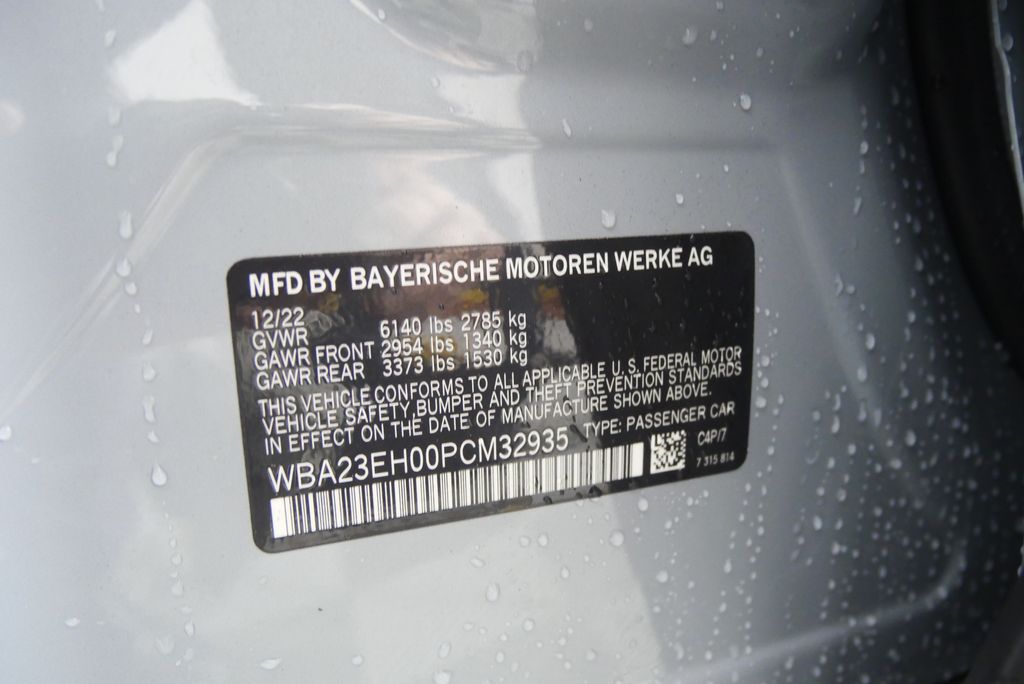 MFD BY BAYERISCHE MOTOREN WERKE AG
12/22
GVWR 6140 lbs 2785 kg
GAWR FRONT 2954 lbs 1340 kg
GAWR REAR 3373 lbs 1530 kg
THIS VEHICLE CONFORMS TO ALL APPLICABLE U.S. FEDERAL MOTOR
VEHICLE SAFETY, BUMPER AND THEFT PREVENTION STANDARDS
IN EFFECT ON THE DATE OF MANUFACTURE SHOWN ABOVE.
WBA23EH00PCM32935 TYPE: PASSENGER CAR
C4P/7
7 315 814